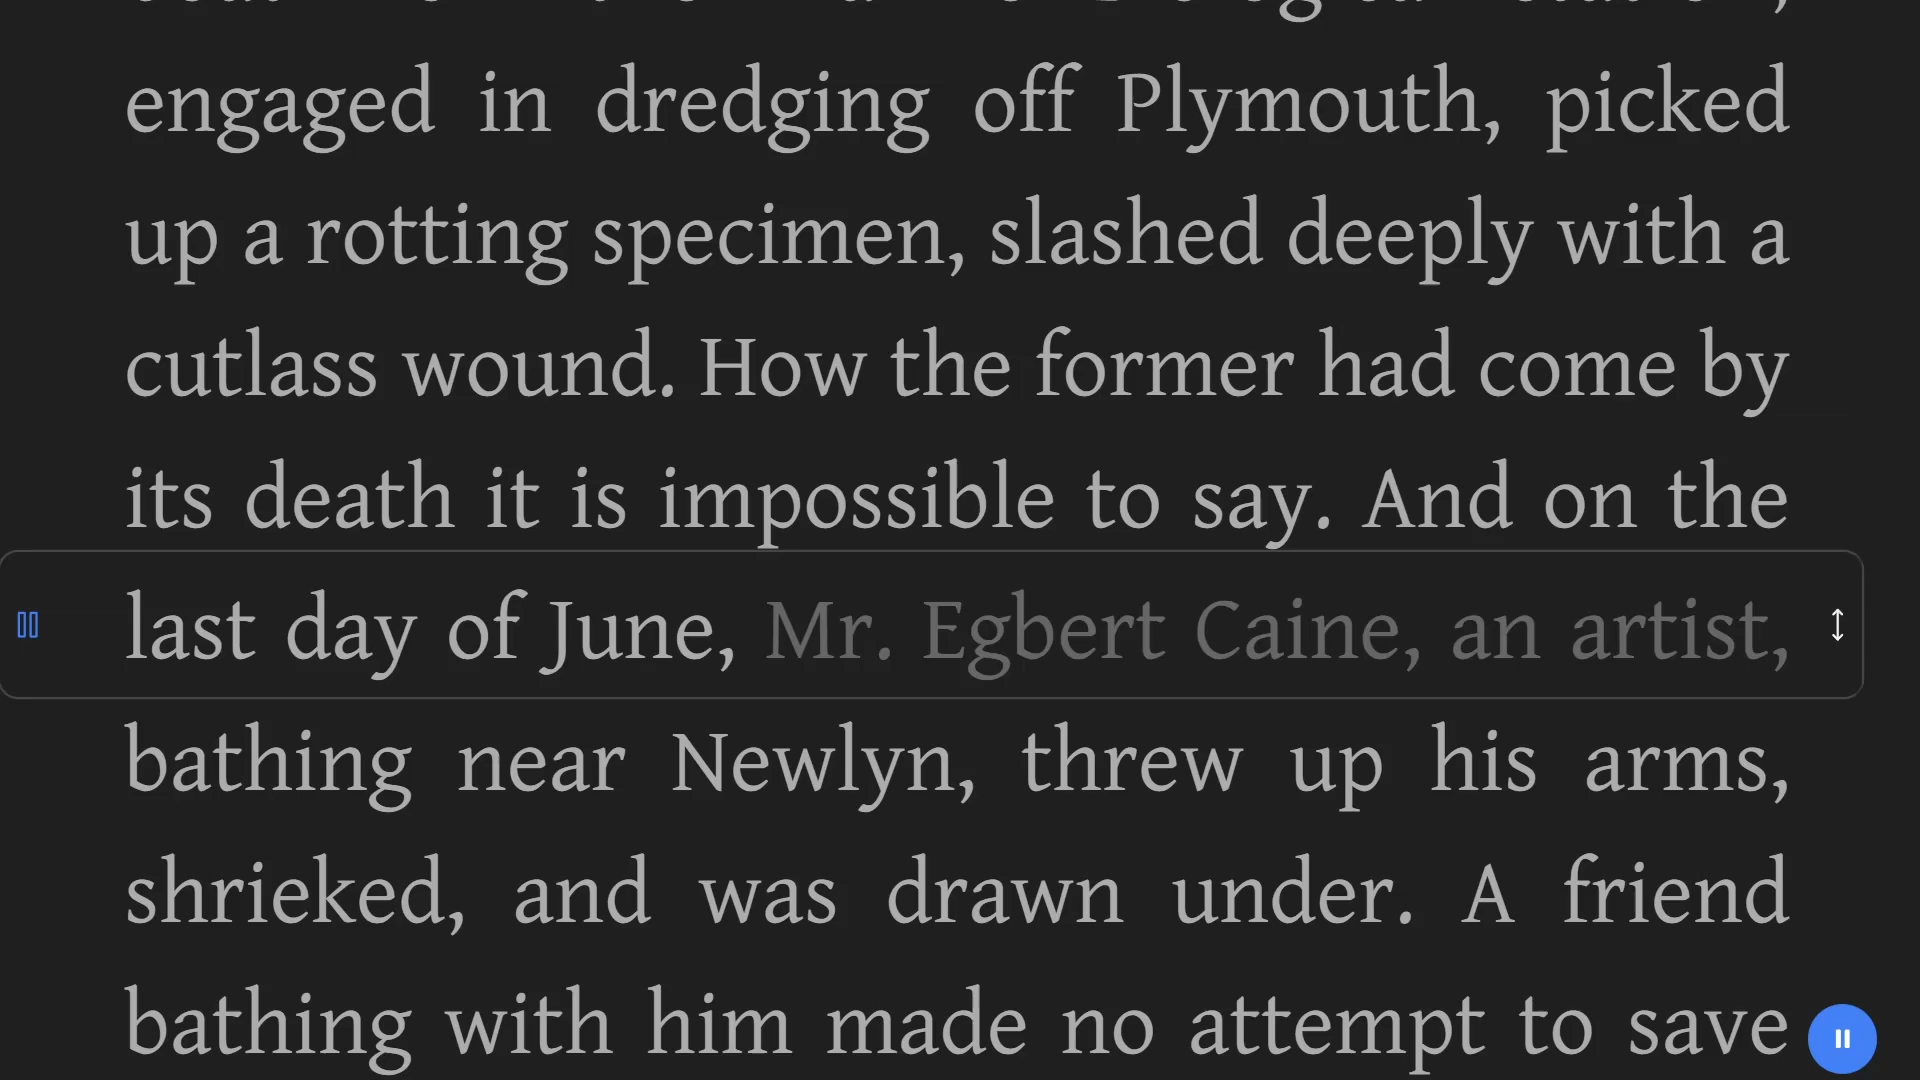 engaged in dredging off Plymouth, picked
up a rotting specimen, slashed deeply with a
cutlass wound. How the former had come by
its death it is impossible to say. And on the
last day of June, Mr. Egbert Caine, an artist,
bathing near Newlyn, threw up his arms,
shrieked, and was drawn under. A friend
bathing with him made no attempt to save